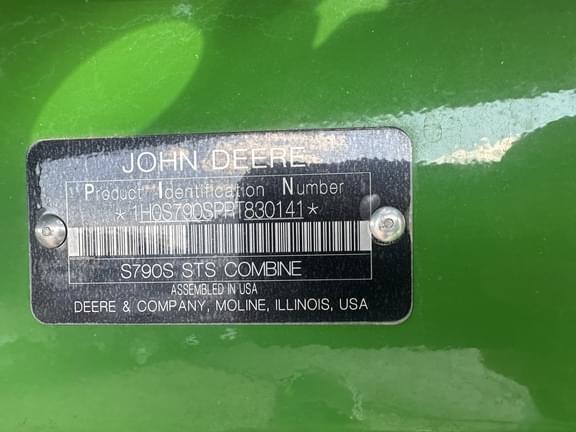 JOHN DEERE
Product Identification Number
*1H0S790SPPT830141*
S790S STS COMBINE
ASSEMBLED IN USA
DEERE & COMPANY, MOLINE, ILLINOIS, USA